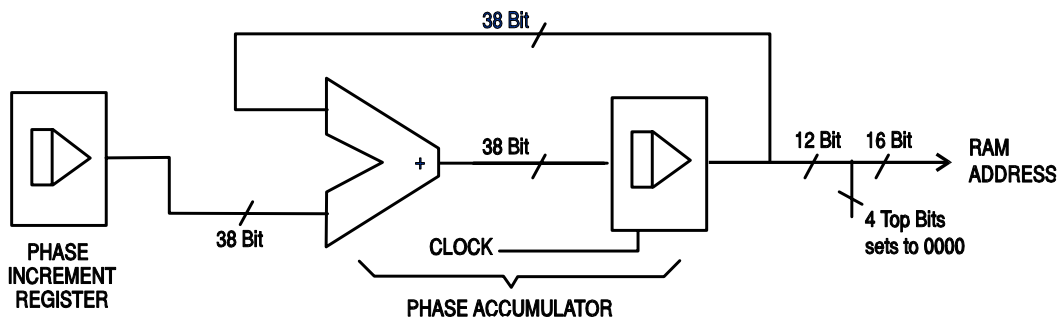 38 Bit
+
38 Bit
12 Bit
16 Bit
RAM
ADDRESS
38 Bit
4 Top Bits
sets to 0000
CLOCK
PHASE
INCREMENT
REGISTER
PHASE ACCUMULATOR